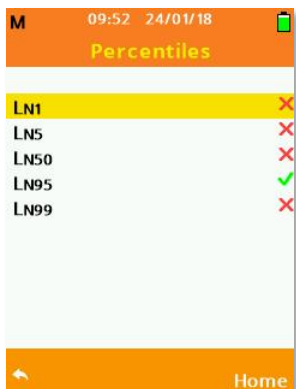 M 09:52 24/01/18
Percentiles
LN1
LN5
LN50
LN95
LN99
Home